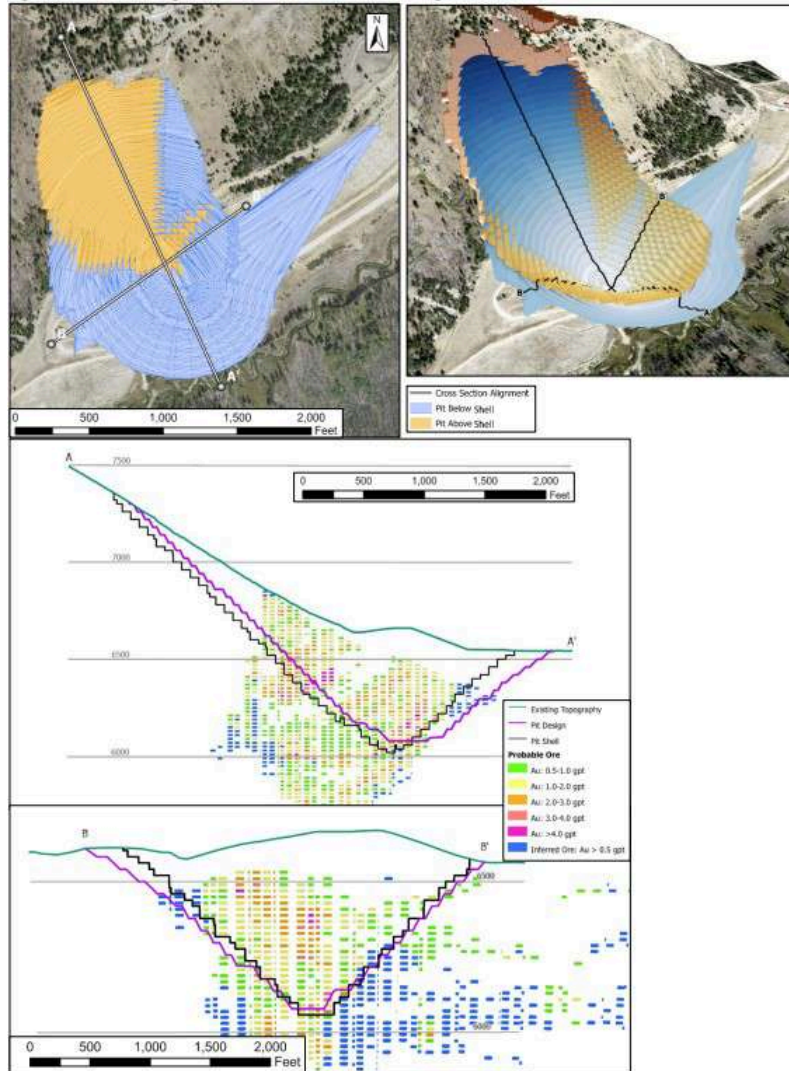 A
N
B'
B
A'
0 500 1,000 1,500 2,000
Feet
B
B'
A
Cross Section Alignment
Pit Below Shell
Pit Above Shell
A
7500
0 500 1,000 1,500 2,000
Feet
7000
A'
6500
6000
Existing Topography
Pit Design
Pit Shell
Probable Ore
Au: 0.5-1.0 gpt
Au: 1.0-2.0 gpt
Au: 2.0-3.0 gpt
Au: 3.0-4.0 gpt
Au: >4.0 gpt
Inferred Ore: Au > 0.5 gpt
B
B'
6500
6000
0 500 1,000 1,500 2,000
Feet